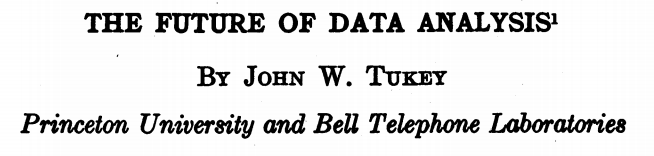 THE FUTURE OF DATA ANALYSIS¹
By John W. Tukey
Princeton University and Bell Telephone Laboratories